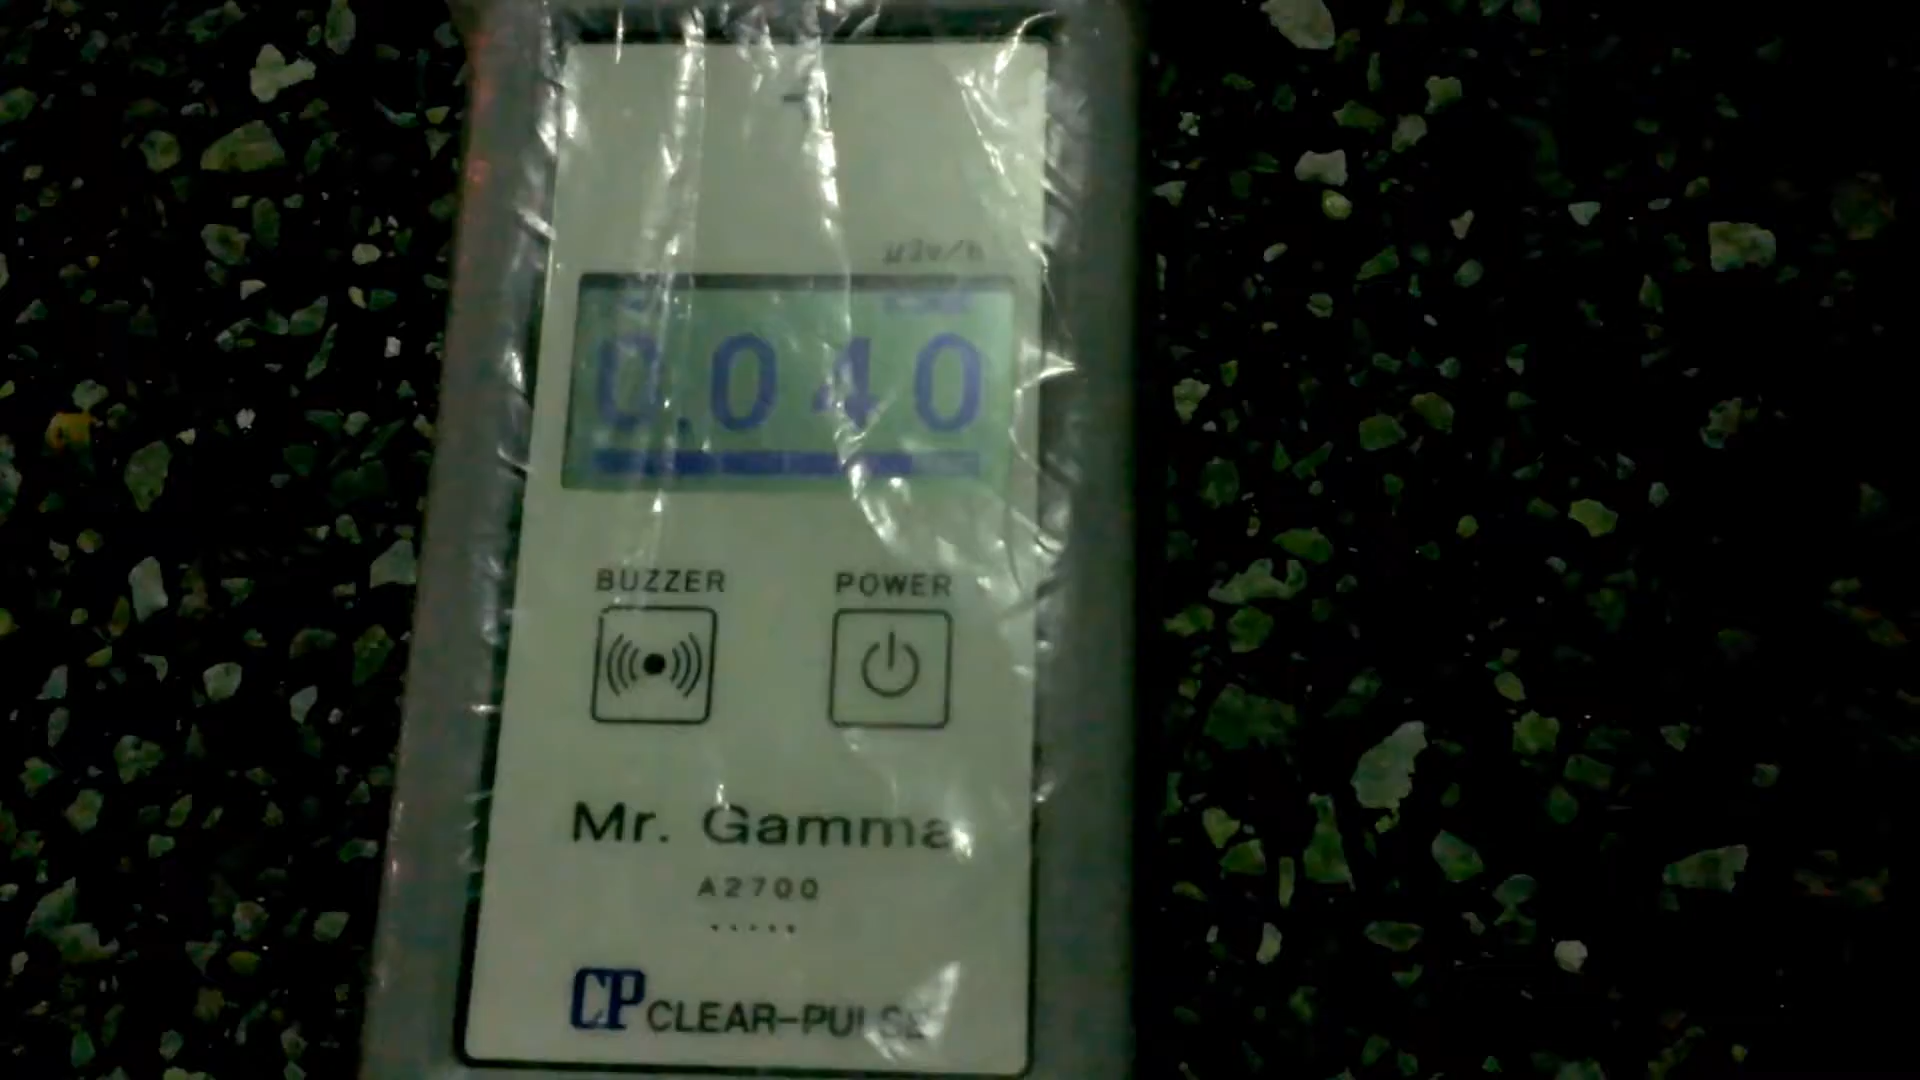 μSv/h
0.040
BUZZER POWER
Mr. Gamma
A2700
CP CLEAR-PULSE